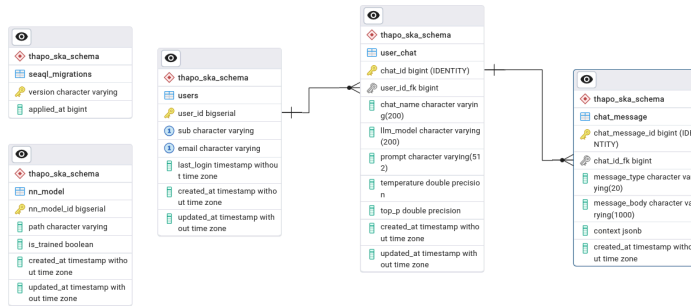 thapo_ska_schema
seaql_migrations
version character varying
applied_at bigint
thapo_ska_schema
nn_model
nn_model_id bigserial
path character varying
is_trained boolean
created_at timestamp witho
ut time zone
updated_at timestamp with
out time zone
thapo_ska_schema
users
user_id bigserial
1 sub character varying
1 email character varying
last_login timestamp withou
t time zone
created_at timestamp witho
ut time zone
updated_at timestamp with
out time zone
thapo_ska_schema
user_chat
chat_id bigint (IDENTITY)
user_id_fk bigint
chat_name character varyin
g(200)
llm_model character varying
(200)
prompt character varying(51
2)
temperature double precisio
n
top_p double precision
created_at timestamp witho
ut time zone
updated_at timestamp with
out time zone
thapo_ska_schema
chat_message
chat_message_id bigint (IDE
NTITY)
chat_id_fk bigint
message_type character va
rying(20)
message_body character va
rying(1000)
context jsonb
created_at timestamp witho
ut time zone